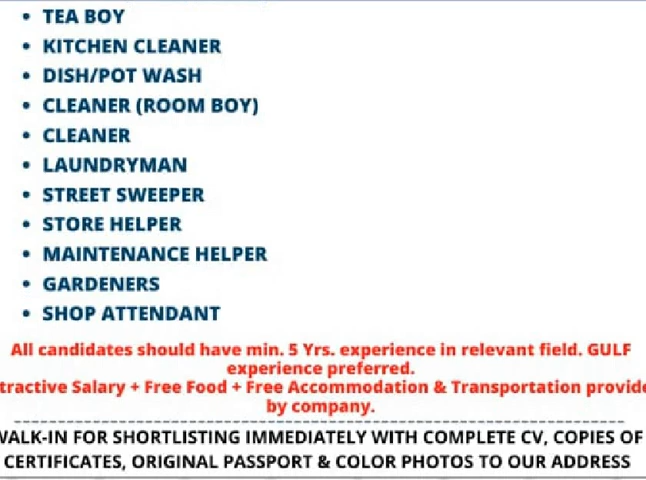 • TEA BOY
• KITCHEN CLEANER
• DISH/POT WASH
• CLEANER (ROOM BOY)
• CLEANER
• LAUNDRYMAN
• STREET SWEEPER
• STORE HELPER
• MAINTENANCE HELPER
• GARDENERS
• SHOP ATTENDANT
All candidates should have min. 5 Yrs. experience in relevant field. GULF
experience preferred.
tractive Salary + Free Food + Free Accommodation & Transportation provide
by company.
WALK-IN FOR SHORTLISTING IMMEDIATELY WITH COMPLETE CV, COPIES OF
CERTIFICATES, ORIGINAL PASSPORT & COLOR PHOTOS TO OUR ADDRESS